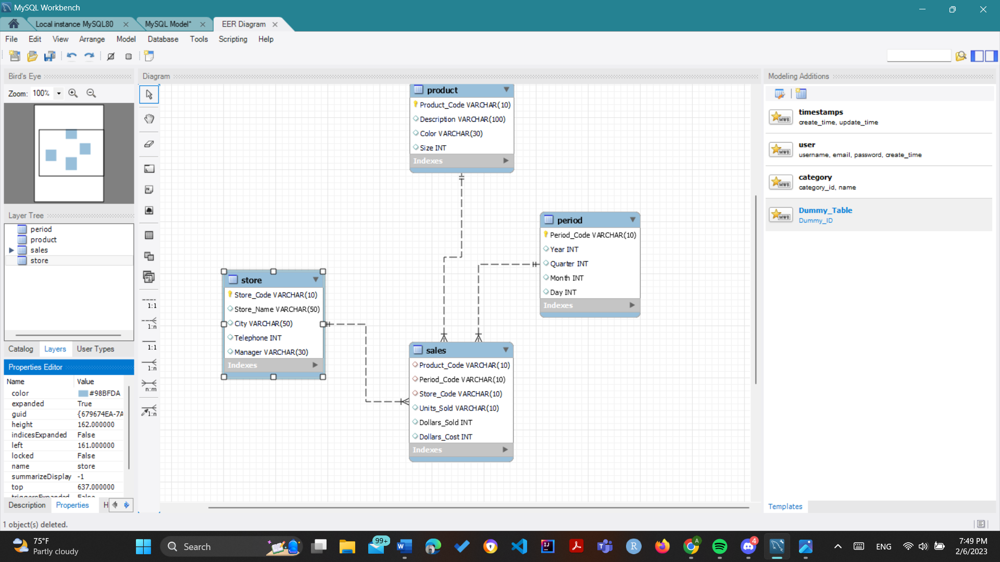 MySQL Workbench
Local instance MySQL80
MySQL Model*
EER Diagram
File Edit View Arrange Model Database Tools Scripting Help
Bird's Eye
Zoom: 100%
Layer Tree
period
product
sales
store
Catalog Layers User Types
Properties Editor
Name Value
color #98BFDA
expanded True
guid {679674EA-7A
height 162.000000
indicesExpanded False
left 161.000000
locked False
name store
summarizeDisplay -1
top 637.000000
triggersExpanded False
Description Properties H
1 object(s) deleted.
Diagram
1:1
1:n
1:1
1:n
n:m
1:n
product
Product_Code VARCHAR(10)
Description VARCHAR(100)
Color VARCHAR(30)
Size INT
Indexes
period
Period_Code VARCHAR(10)
Year INT
Quarter INT
Month INT
Day INT
Indexes
store
Store_Code VARCHAR(10)
Store_Name VARCHAR(50)
City VARCHAR(50)
Telephone INT
Manager VARCHAR(30)
Indexes
sales
Product_Code VARCHAR(10)
Period_Code VARCHAR(10)
Store_Code VARCHAR(10)
Units_Sold VARCHAR(10)
Dollars_Sold INT
Dollars_Cost INT
Indexes
Modeling Additions
MWB
timestamps
create_time, update_time
MWB
user
username, email, password, create_time
MWB
category
category_id, name
MWB
Dummy_Table
Dummy_ID
Templates
75°F
Partly cloudy
Search
99+
W
IJ
R
A
4
ENG
7:49 PM
2/6/2023